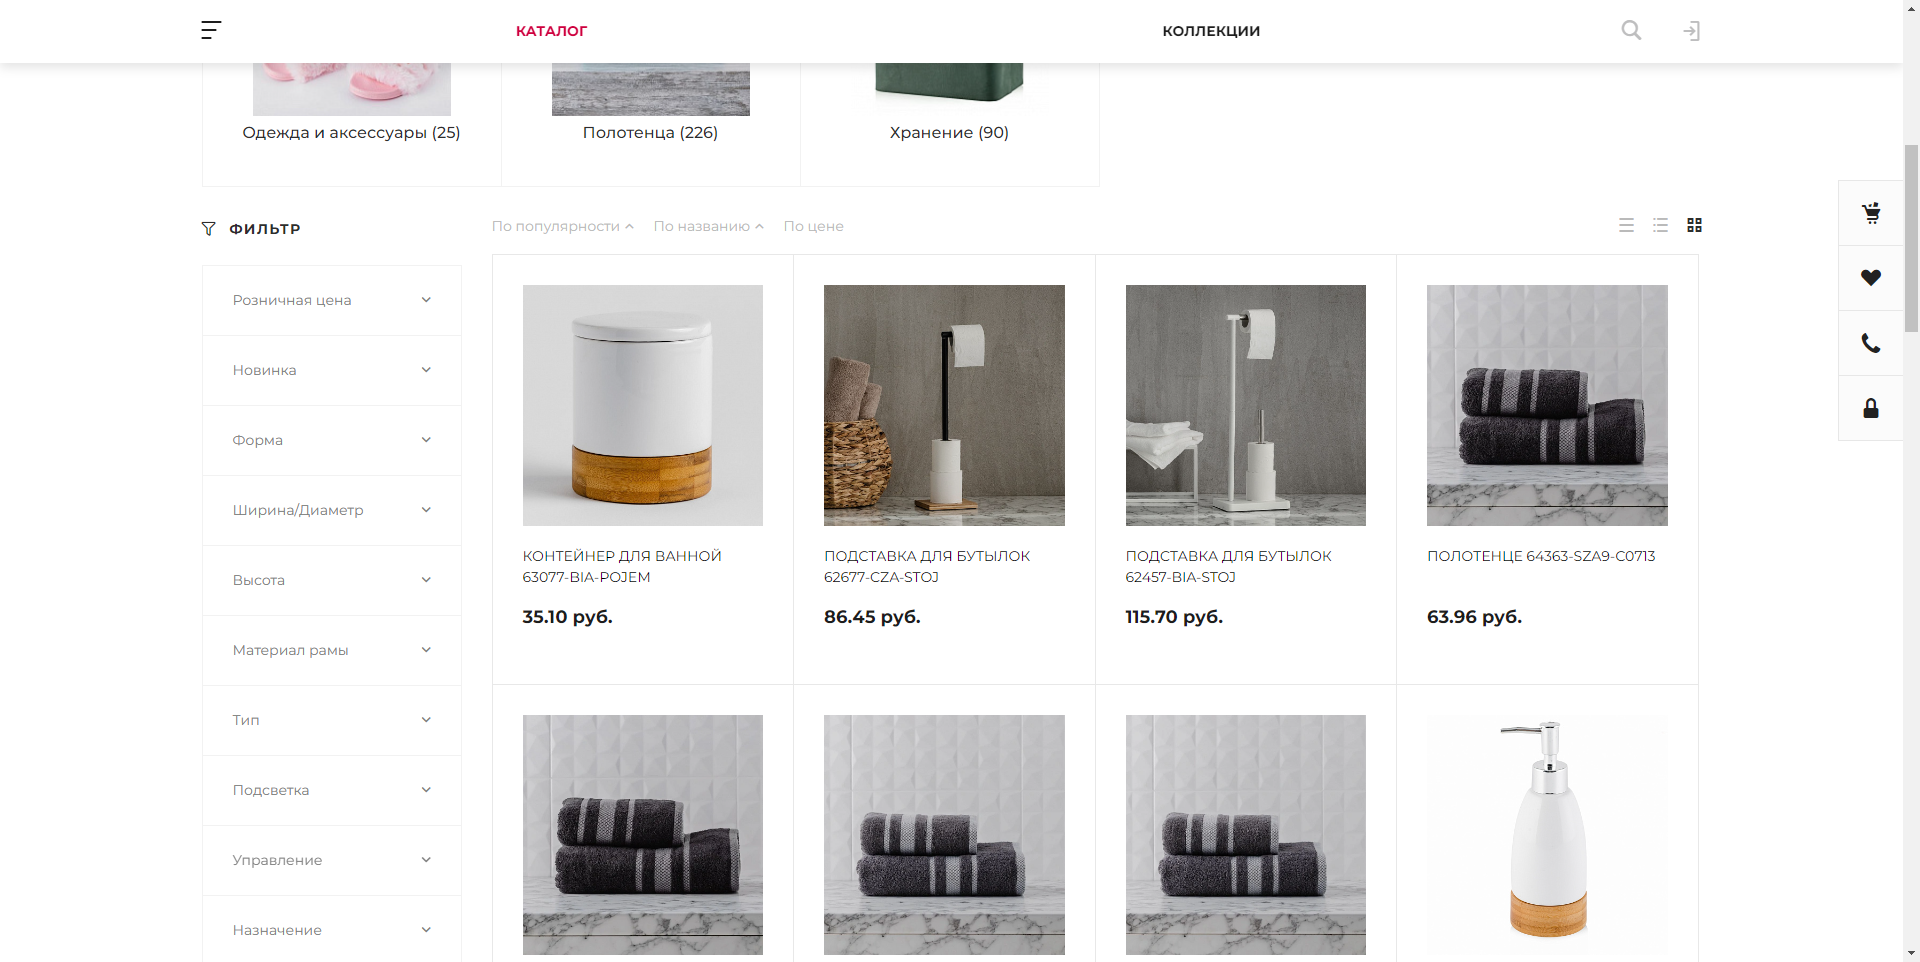 КАТАЛОГ
КОЛЛЕКЦИИ
Одежда и аксессуары (25)
Полотенца (226)
Хранение (90)
ФИЛЬТР
По популярности
По названию
По цене
Розничная цена
Новинка
Форма
Ширина/Диаметр
Высота
Материал рамы
Тип
Подсветка
Управление
Назначение
КОНТЕЙНЕР ДЛЯ ВАННОЙ
63077-BIA-POJEM
35.10 руб.
ПОДСТАВКА ДЛЯ БУТЫЛОК
62677-CZA-STOJ
86.45 руб.
ПОДСТАВКА ДЛЯ БУТЫЛОК
62457-BIA-STOJ
115.70 руб.
ПОЛОТЕНЦЕ 64363-SZA9-C0713
63.96 руб.